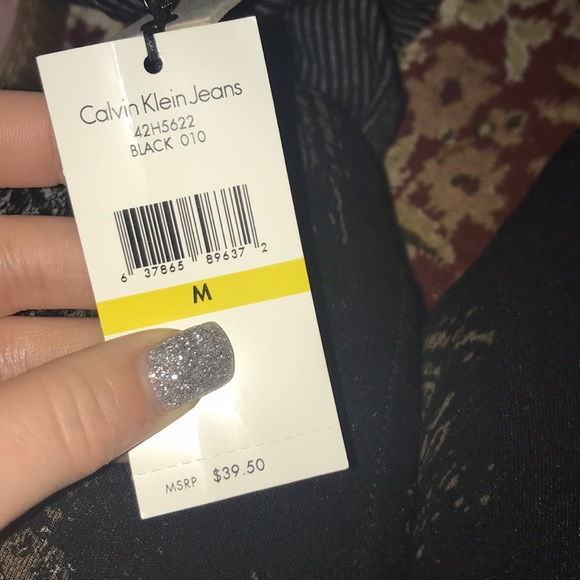 Calvin Klein Jeans
42H5622
BLACK 010
6 37865 89637 2
M
MSRP $39.50